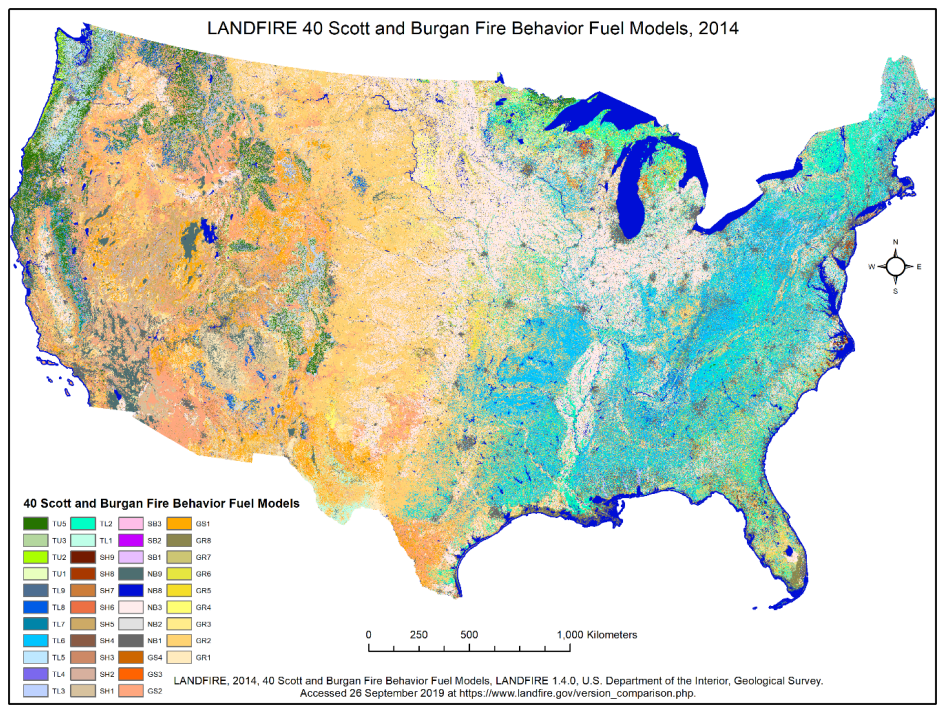 LANDFIRE 40 Scott and Burgan Fire Behavior Fuel Models, 2014
N
W E
S
40 Scott and Burgan Fire Behavior Fuel Models
TU5 TL2 SB3 GS1
TU3 TL1 SB2 GR8
TU2 SH9 SB1 GR7
TU1 SH8 NB9 GR6
TL9 SH7 NB8 GR5
TL8 SH6 NB3 GR4
TL7 SH5 NB2 GR3
TL6 SH4 NB1 GR2
TL5 SH3 GS4 GR1
TL4 SH2 GS3
TL3 SH1 GS2
0 250 500 1,000 Kilometers
LANDFIRE, 2014, 40 Scott and Burgan Fire Behavior Fuel Models, LANDFIRE 1.4.0, U.S. Department of the Interior, Geological Survey.
Accessed 26 September 2019 at https://www.landfire.gov/version_comparison.php.